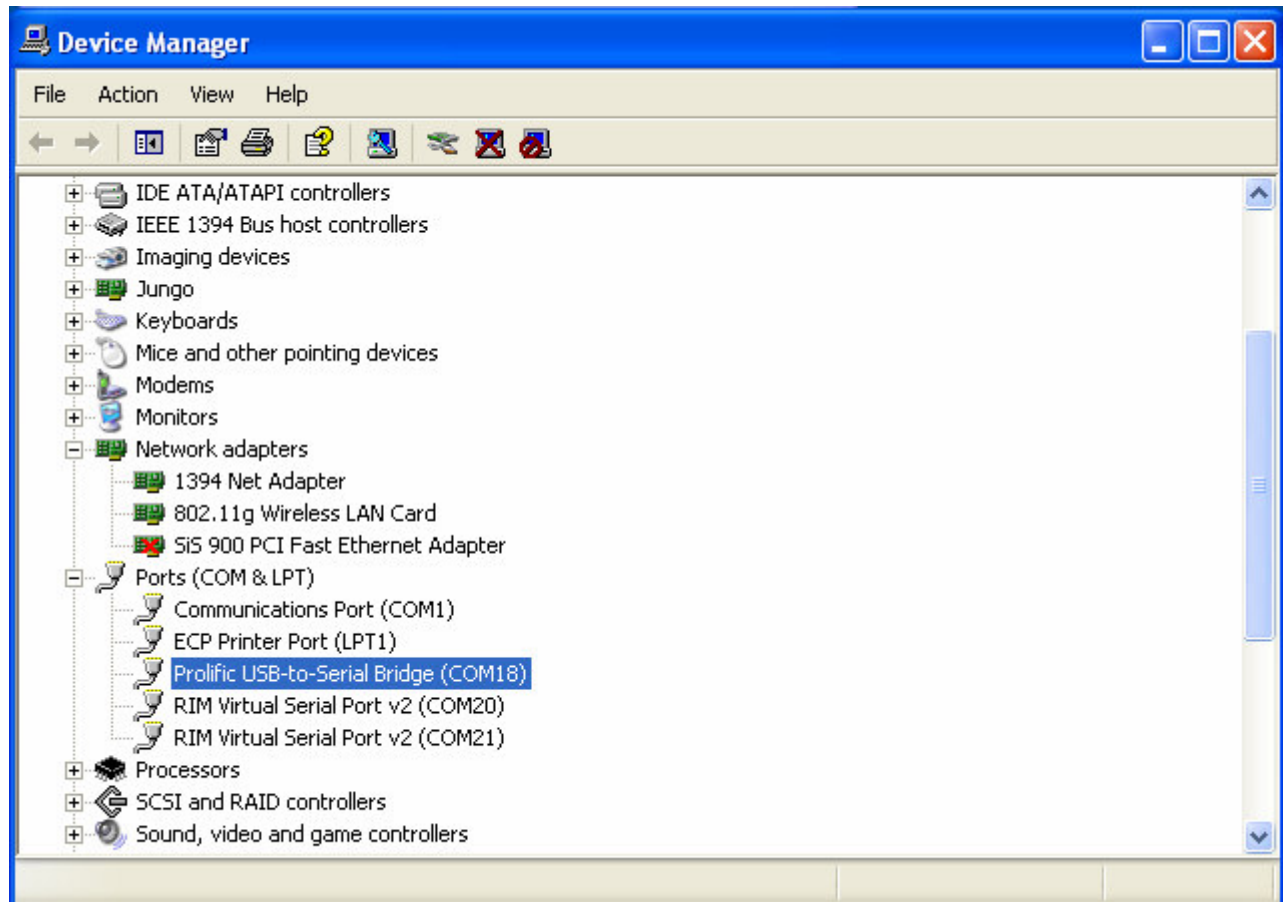 Device Manager
File Action View Help
IDE ATA/ATAPI controllers
IEEE 1394 Bus host controllers
Imaging devices
Jungo
Keyboards
Mice and other pointing devices
Modems
Monitors
Network adapters
1394 Net Adapter
802.11g Wireless LAN Card
SiS 900 PCI Fast Ethernet Adapter
Ports (COM & LPT)
Communications Port (COM1)
ECP Printer Port (LPT1)
Prolific USB-to-Serial Bridge (COM18)
RIM Virtual Serial Port v2 (COM20)
RIM Virtual Serial Port v2 (COM21)
Processors
SCSI and RAID controllers
Sound, video and game controllers